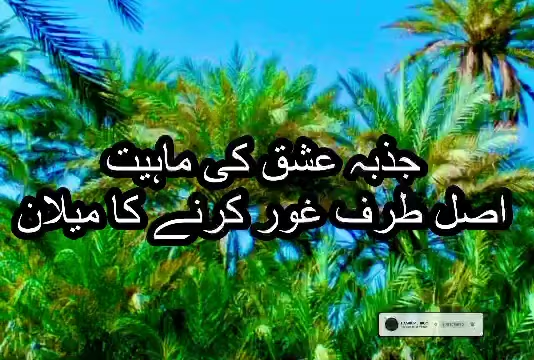 جذبہ عشق کی ماہیت
اصل طرف غور کرنے کا میلان